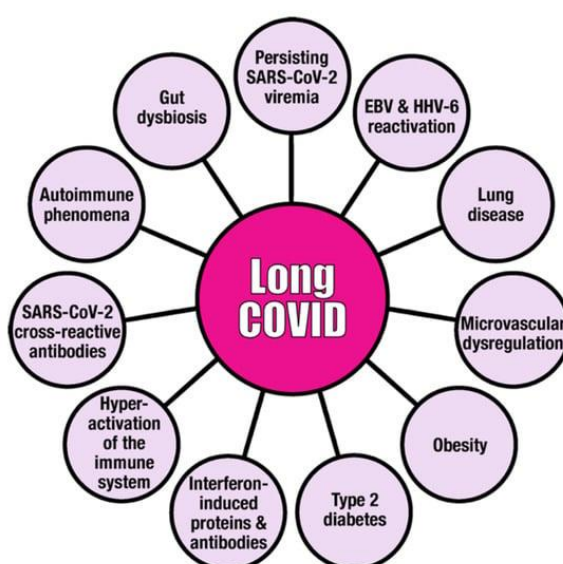 Persisting
SARS-CoV-2
viremia
EBV & HHV-6
reactivation
Lung
disease
Microvascular
dysregulation
Obesity
Type 2
diabetes
Interferon-
induced
proteins &
antibodies
Hyper-
activation
of the
immune
system
SARS-CoV-2
cross-reactive
antibodies
Autoimmune
phenomena
Gut
dysbiosis
Long
COVID